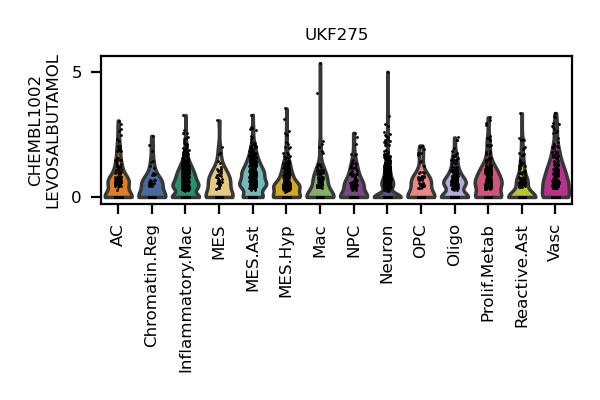 UKF275
CHEMBL1002
LEVOSALBUTAMOL
5
0
AC
Chromatin.Reg
Inflammatory.Mac
MES
MES.Ast
MES.Hyp
Mac
NPC
Neuron
OPC
Oligo
Prolif.Metab
Reactive.Ast
Vasc